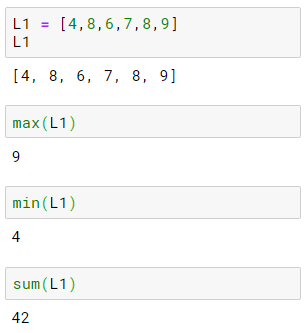 L1 = [4,8,6,7,8,9]
L1
[4, 8, 6, 7, 8, 9]
max(L1)
9
min(L1)
4
sum(L1)
42